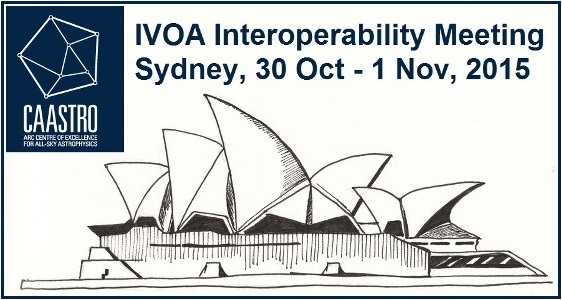 IVOA Interoperability Meeting
Sydney, 30 Oct - 1 Nov, 2015
CAASTRO
ARC CENTRE OF EXCELLENCE
FOR ALL-SKY ASTROPHYSICS